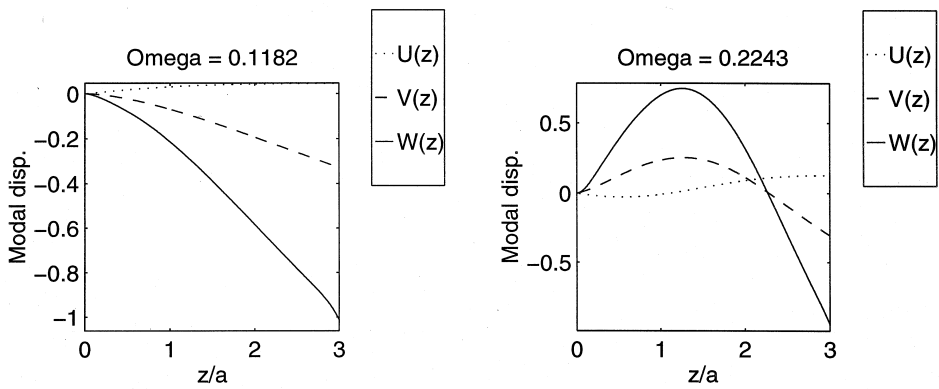 Omega = 0.1182
U(z)
V(z)
W(z)
Modal disp.
0
−0.2
−0.4
−0.6
−0.8
−1
0 1 2 3
z/a
Omega = 0.2243
U(z)
V(z)
W(z)
Modal disp.
0.5
0
−0.5
0 1 2 3
z/a